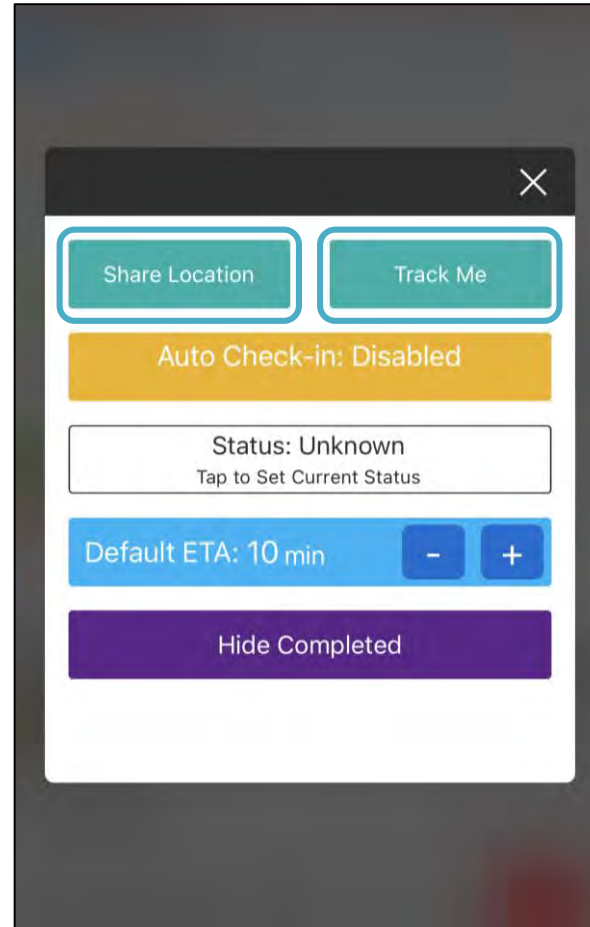 Share Location
Track Me
Auto Check-in: Disabled
Status: Unknown
Tap to Set Current Status
Default ETA: 10 min - +
Hide Completed